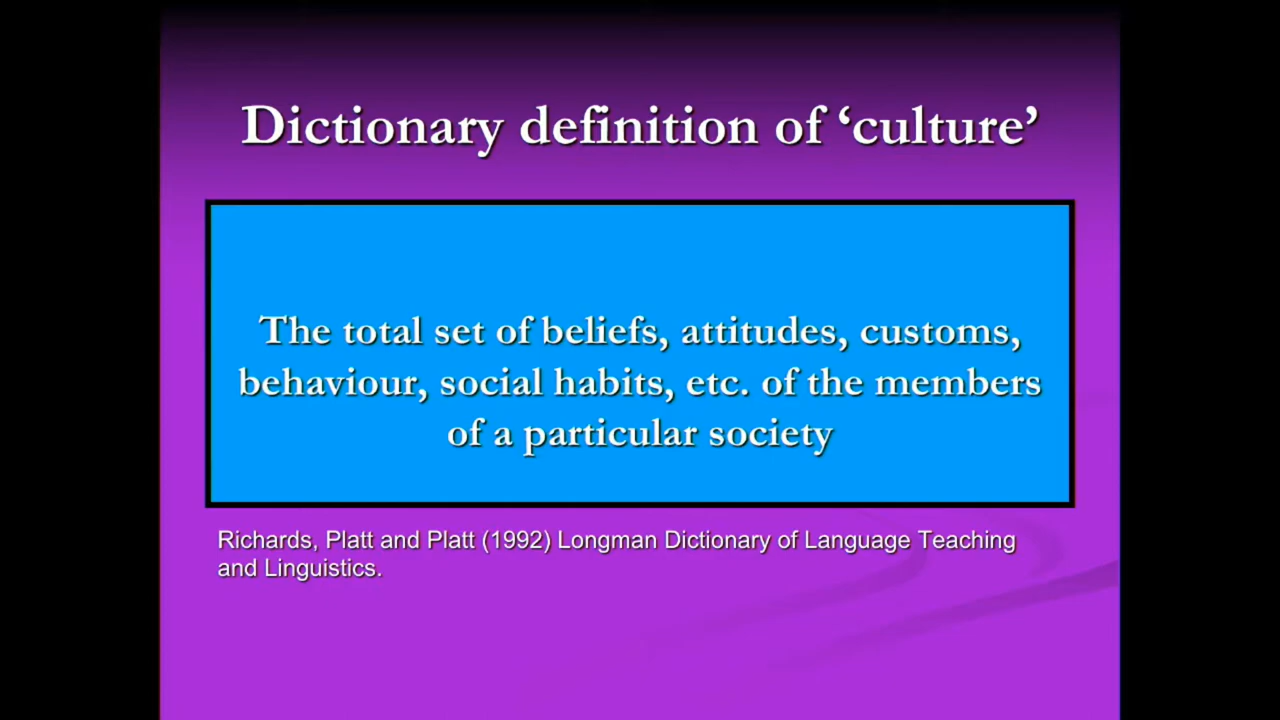 Dictionary definition of ‘culture’
The total set of beliefs, attitudes, customs,
behaviour, social habits, etc. of the members
of a particular society
Richards, Platt and Platt (1992) Longman Dictionary of Language Teaching
and Linguistics.